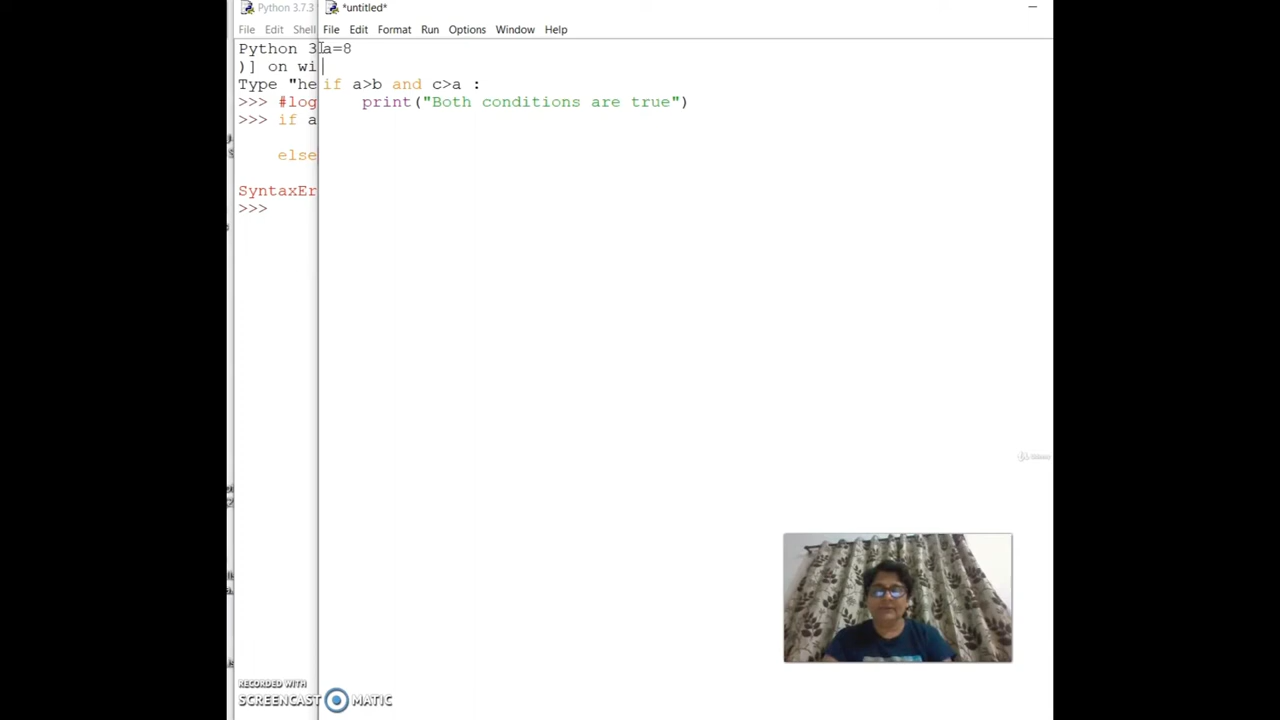 Python 3.7.3
*untitled*
File Edit Shell
File Edit Format Run Options Window Help
Python 3
a=8
)] on wi
Type "he
if a>b and c>a :
>>> #log
print("Both conditions are true")
>>> if a
else
SyntaxEr
>>>
RECORDED WITH
SCREENCAST MATIC